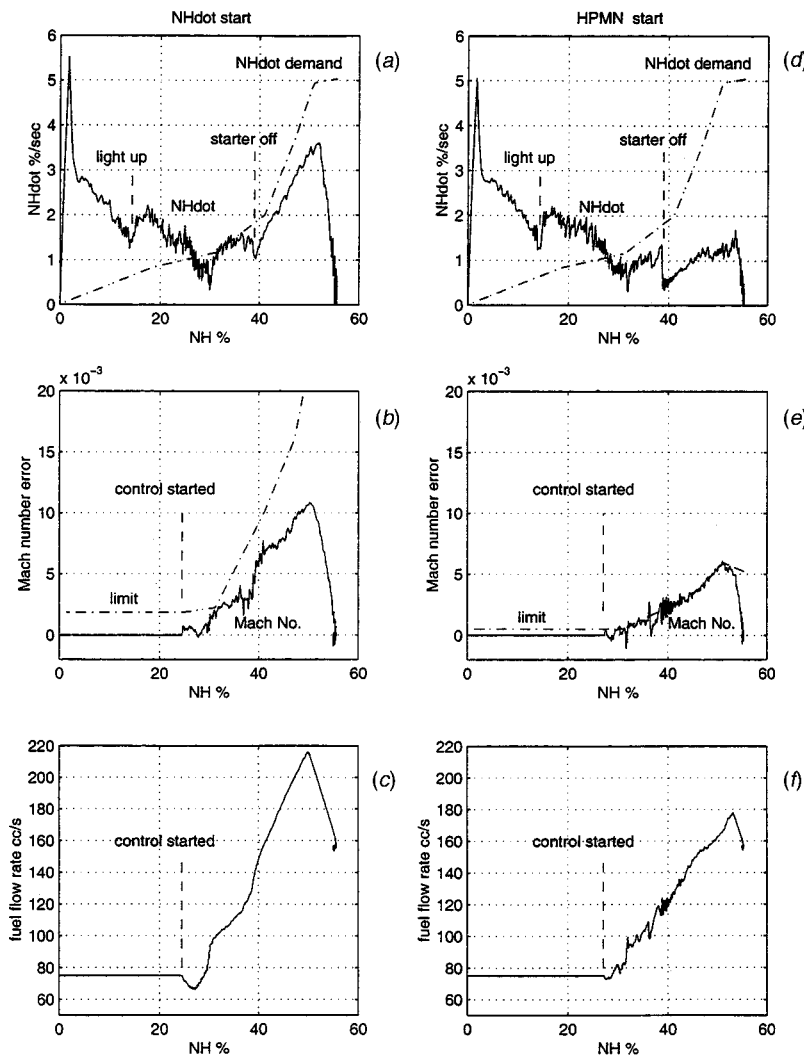 NHdot start
(a)
NHdot %/sec
6
5
4
3
2
1
0
NHdot demand
starter off
light up
NHdot
0 20 40 60
NH %
HPMN start
(d)
NHdot %/sec
6
5
4
3
2
1
0
NHdot demand
starter off
light up
NHdot
0 20 40 60
NH %
x 10⁻³
(b)
Mach number error
20
15
10
5
0
control started
limit
Mach No.
0 20 40 60
NH %
x 10⁻³
(e)
Mach number error
20
15
10
5
0
control started
limit
Mach No.
0 20 40 60
NH %
(c)
fuel flow rate cc/s
220
200
180
160
140
120
100
80
60
control started
0 20 40 60
NH %
(f)
fuel flow rate cc/s
220
200
180
160
140
120
100
80
60
control started
0 20 40 60
NH %